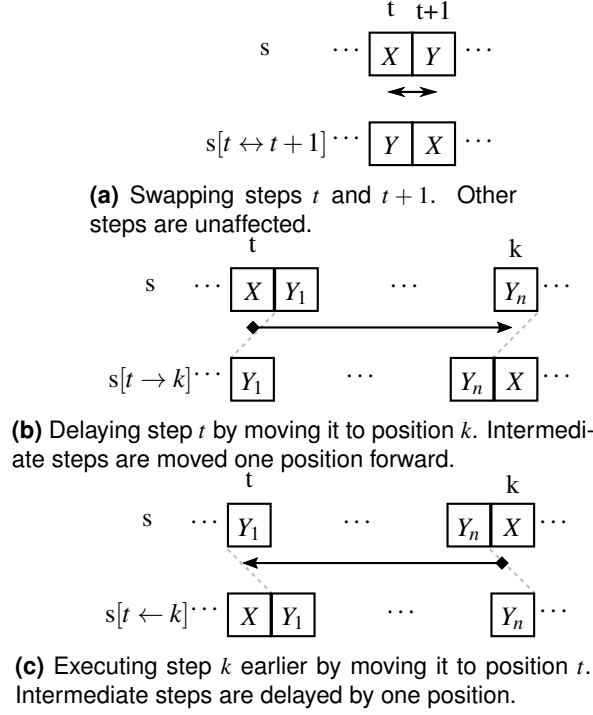 t t+1
s ⋯ X Y ⋯
s[t ↔ t+1] ⋯ Y X ⋯
(a) Swapping steps t and t + 1. Other
steps are unaffected.
t k
s ⋯ X Y₁ ⋯ Yₙ ⋯
s[t → k] ⋯ Y₁ ⋯ Yₙ X ⋯
(b) Delaying step t by moving it to position k. Intermedi-
ate steps are moved one position forward.
t k
s ⋯ Y₁ ⋯ Yₙ X ⋯
s[t ← k] ⋯ X Y₁ ⋯ Yₙ ⋯
(c) Executing step k earlier by moving it to position t.
Intermediate steps are delayed by one position.